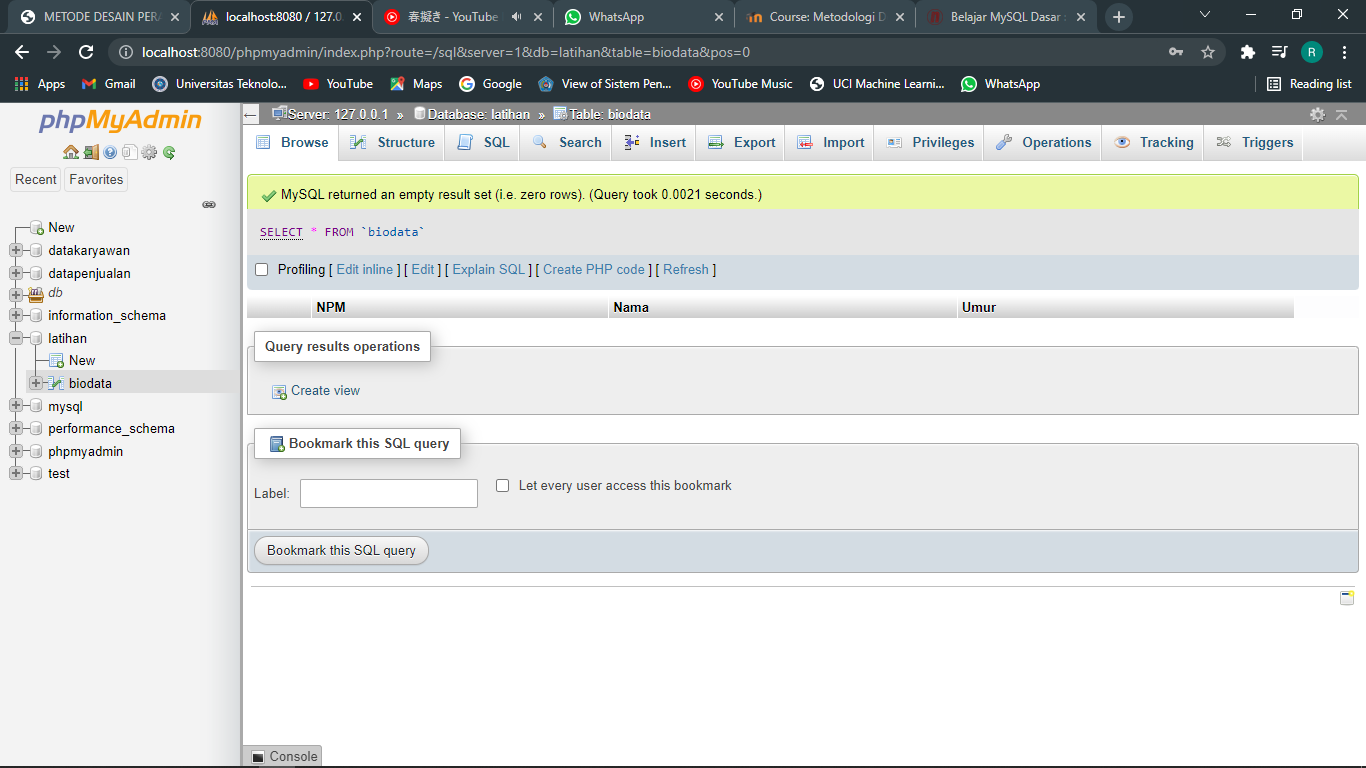 METODE DESAIN PERA
localhost:8080 / 127.0.
春擬き - YouTube
WhatsApp
Course: Metodologi D
Belajar MySQL Dasar :
localhost:8080/phpmyadmin/index.php?route=/sql&server=1&db=latihan&table=biodata&pos=0
R
Apps
Gmail
Universitas Teknolo...
YouTube
Maps
Google
View of Sistem Pen...
YouTube Music
UCI Machine Learni...
WhatsApp
Reading list
phpMyAdmin
Recent
Favorites
New
datakaryawan
datapenjualan
db
information_schema
latihan
New
biodata
mysql
performance_schema
phpmyadmin
test
Server: 127.0.0.1 » Database: latihan » Table: biodata
Browse
Structure
SQL
Search
Insert
Export
Import
Privileges
Operations
Tracking
Triggers
MySQL returned an empty result set (i.e. zero rows). (Query took 0.0021 seconds.)
SELECT * FROM `biodata`
Profiling [ Edit inline ] [ Edit ] [ Explain SQL ] [ Create PHP code ] [ Refresh ]
NPM Nama Umur
Query results operations
Create view
Bookmark this SQL query
Label:
Let every user access this bookmark
Bookmark this SQL query
Console